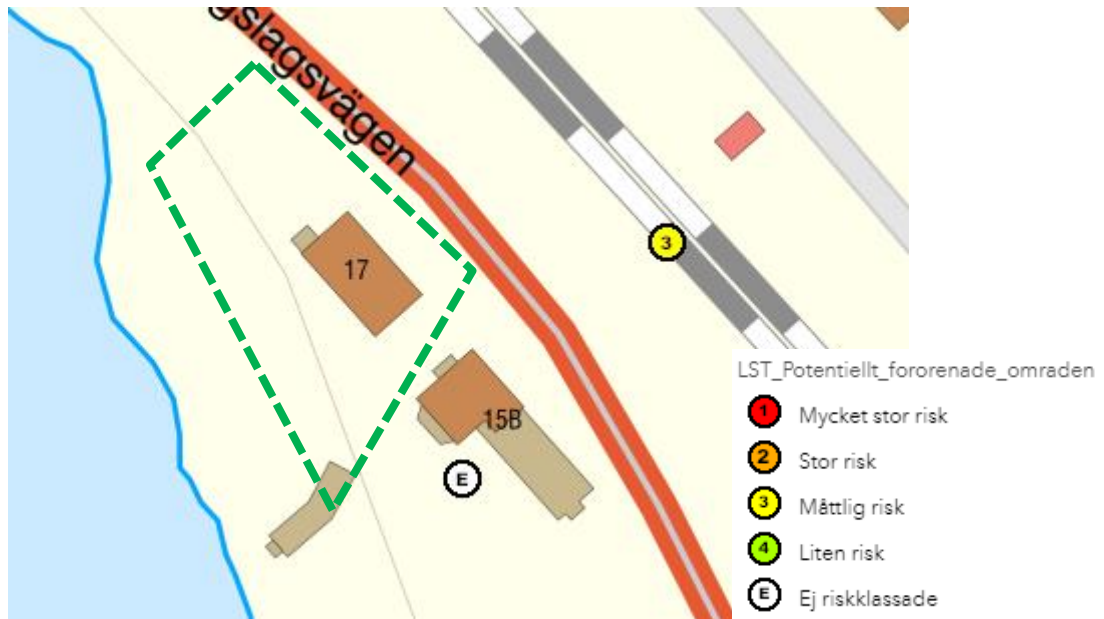 gslagsvägen
17
3
15B
E
LST_Potentiellt_fororenade_omraden
1 Mycket stor risk
2 Stor risk
3 Måttlig risk
4 Liten risk
E Ej riskklassade